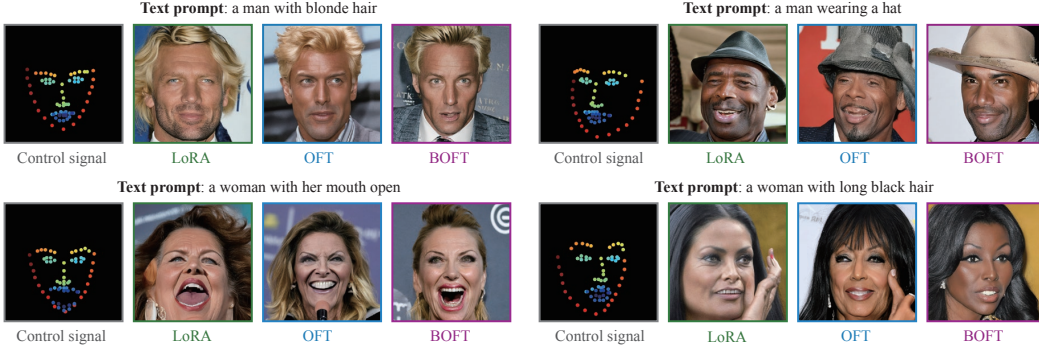 Text prompt: a man with blonde hair
Text prompt: a man wearing a hat
Control signal LoRA OFT BOFT
Control signal LoRA OFT BOFT
Text prompt: a woman with her mouth open
Text prompt: a woman with long black hair
Control signal LoRA OFT BOFT
Control signal LoRA OFT BOFT